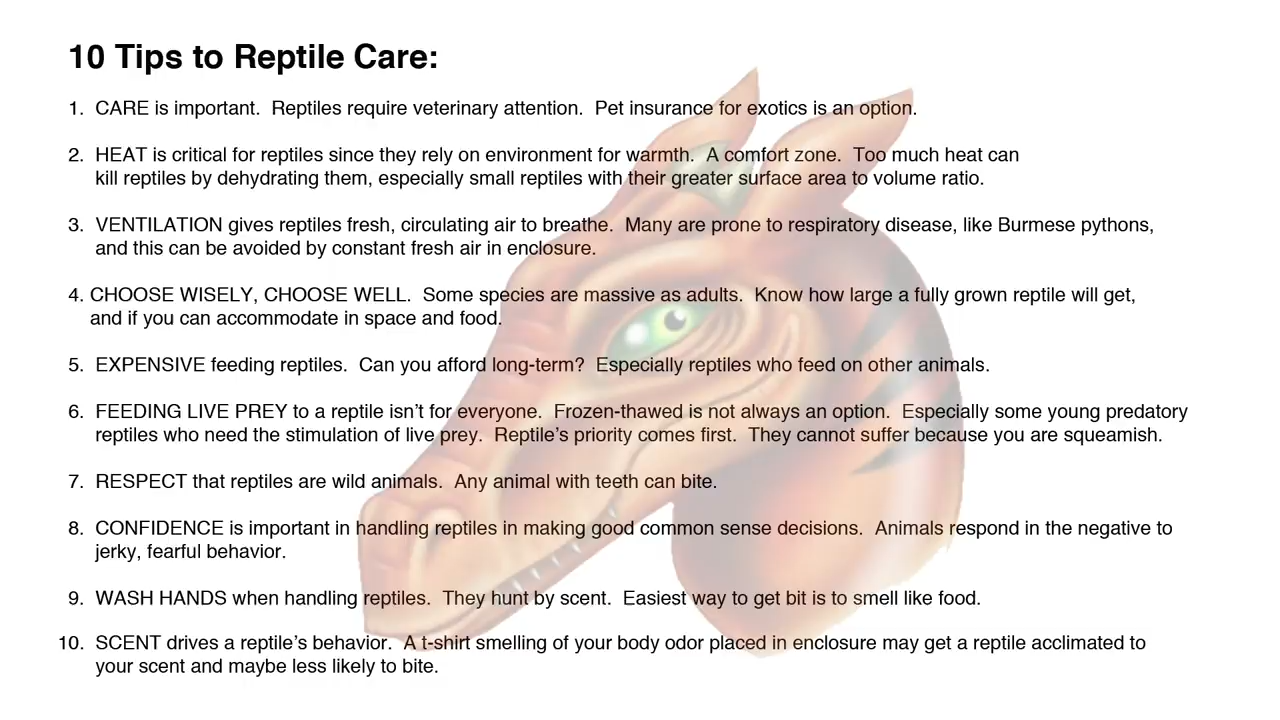 10 Tips to Reptile Care:
1. CARE is important. Reptiles require veterinary attention. Pet insurance for exotics is an option.
2. HEAT is critical for reptiles since they rely on environment for warmth. A comfort zone. Too much heat can
kill reptiles by dehydrating them, especially small reptiles with their greater surface area to volume ratio.
3. VENTILATION gives reptiles fresh, circulating air to breathe. Many are prone to respiratory disease, like Burmese pythons,
and this can be avoided by constant fresh air in enclosure.
4. CHOOSE WISELY, CHOOSE WELL. Some species are massive as adults. Know how large a fully grown reptile will get,
and if you can accommodate in space and food.
5. EXPENSIVE feeding reptiles. Can you afford long-term? Especially reptiles who feed on other animals.
6. FEEDING LIVE PREY to a reptile isn't for everyone. Frozen-thawed is not always an option. Especially some young predatory
reptiles who need the stimulation of live prey. Reptile's priority comes first. They cannot suffer because you are squeamish.
7. RESPECT that reptiles are wild animals. Any animal with teeth can bite.
8. CONFIDENCE is important in handling reptiles in making good common sense decisions. Animals respond in the negative to
jerky, fearful behavior.
9. WASH HANDS when handling reptiles. They hunt by scent. Easiest way to get bit is to smell like food.
10. SCENT drives a reptile's behavior. A t-shirt smelling of your body odor placed in enclosure may get a reptile acclimated to
your scent and maybe less likely to bite.